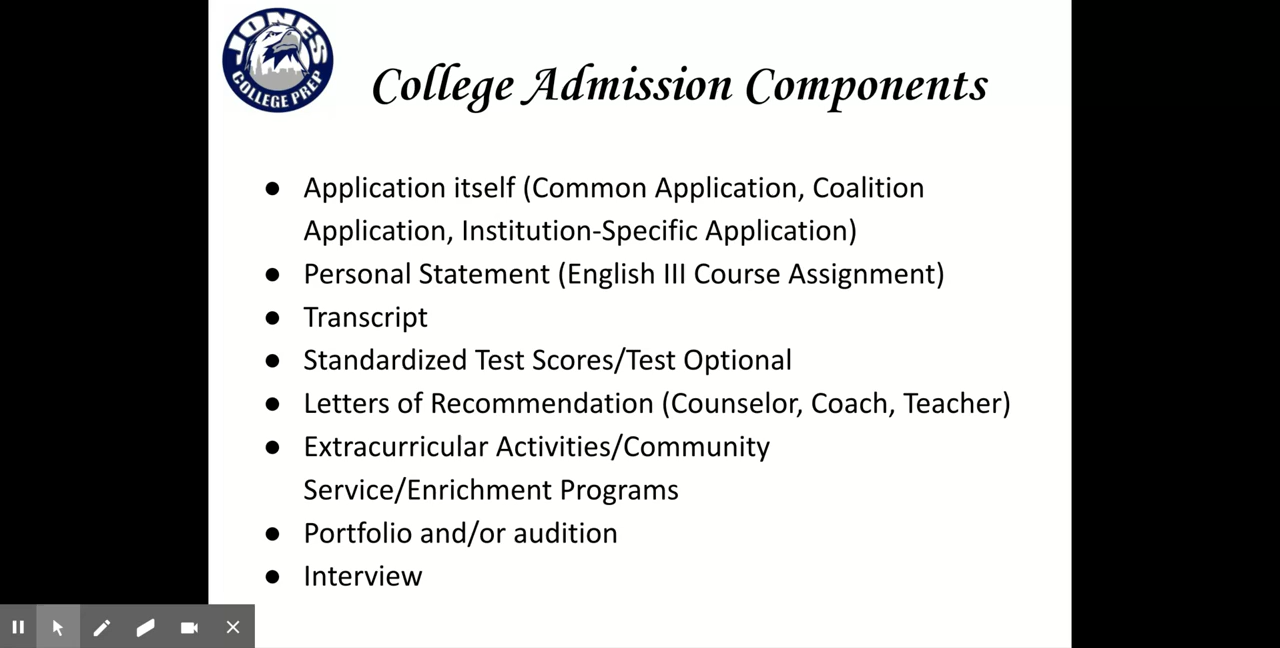 JONES
COLLEGE PREP
College Admission Components
● Application itself (Common Application, Coalition
Application, Institution-Specific Application)
● Personal Statement (English III Course Assignment)
● Transcript
● Standardized Test Scores/Test Optional
● Letters of Recommendation (Counselor, Coach, Teacher)
● Extracurricular Activities/Community
Service/Enrichment Programs
● Portfolio and/or audition
● Interview